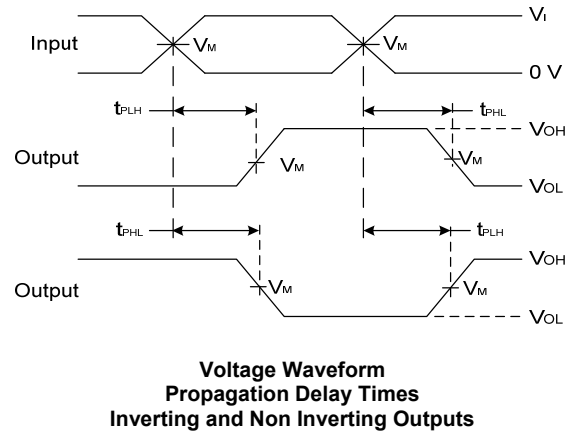 Input VM VM VI
0 V
tPLH tPHL
Output VM VM VOH
VOL
tPHL tPLH
Output VM VM VOH
VOL
Voltage Waveform
Propagation Delay Times
Inverting and Non Inverting Outputs